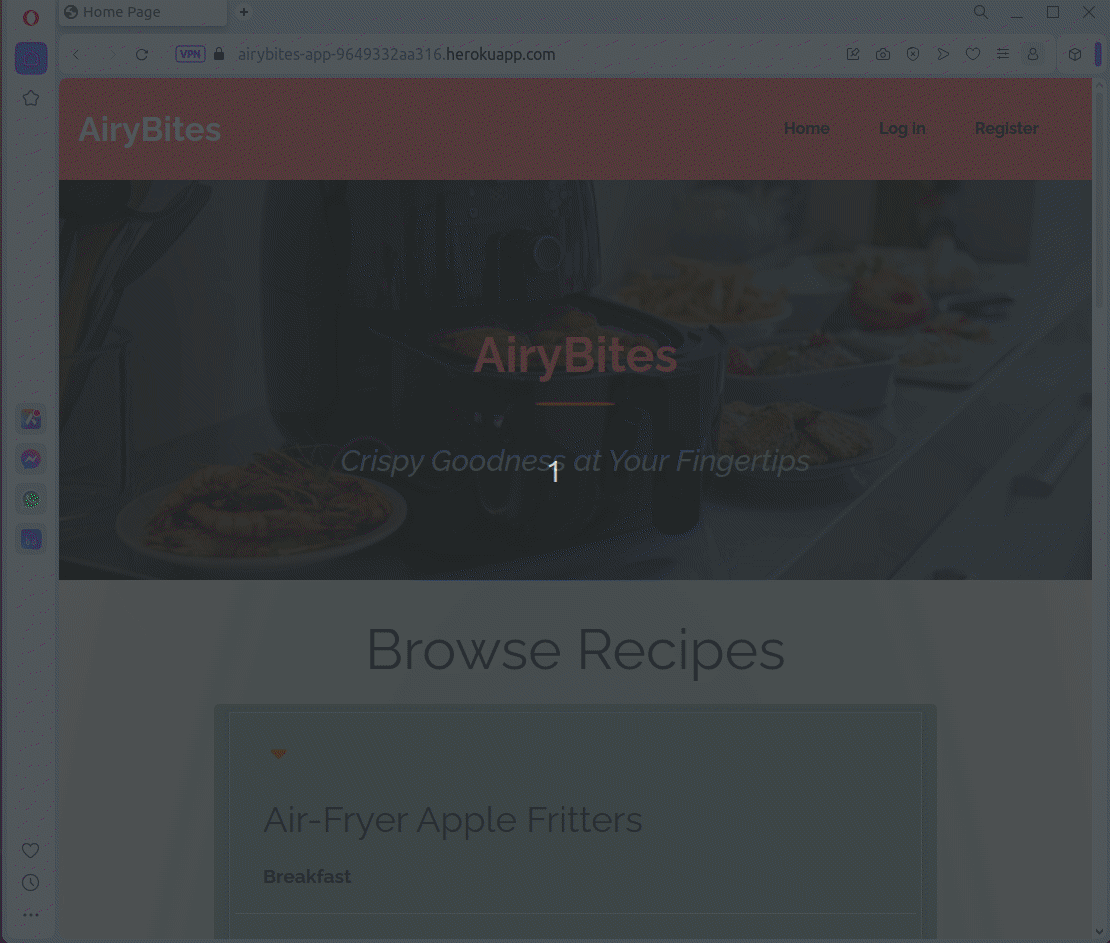 Home Page
VPN
airybites-app-9649332aa316.herokuapp.com
AiryBites
Home
Log in
Register
AiryBites
Crispy Goodness at Your Fingertips
1
Browse Recipes
Air-Fryer Apple Fritters
Breakfast